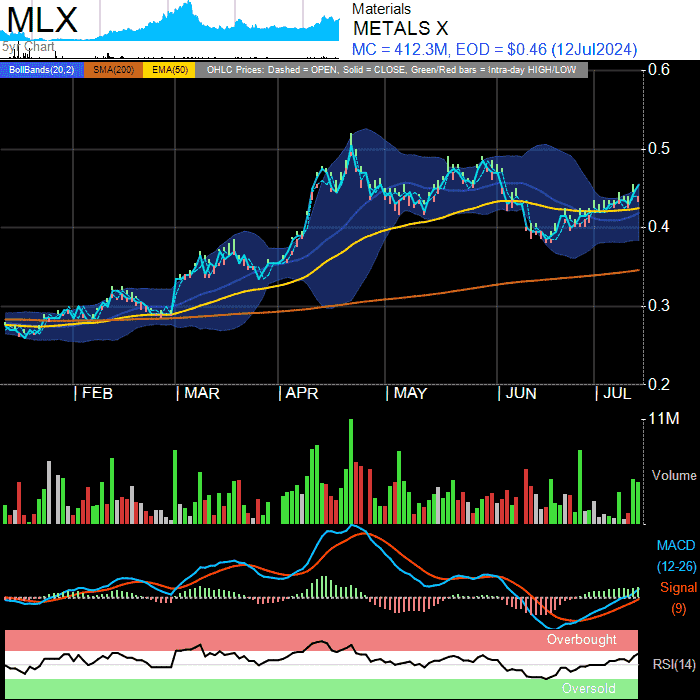 MLX
5yr Chart
Materials
METALS X
MC = 412.3M, EOD = $0.46 (12Jul2024)
BollBands(20,2) SMA(200) EMA(50) OHLC Prices: Dashed = OPEN, Solid = CLOSE, Green/Red bars = Intra-day HIGH/LOW
0.6
0.5
0.4
0.3
0.2
| FEB | MAR | APR | MAY | JUN | JUL
11M
Volume
MACD
(12-26)
Signal
(9)
Overbought
RSI(14)
Oversold